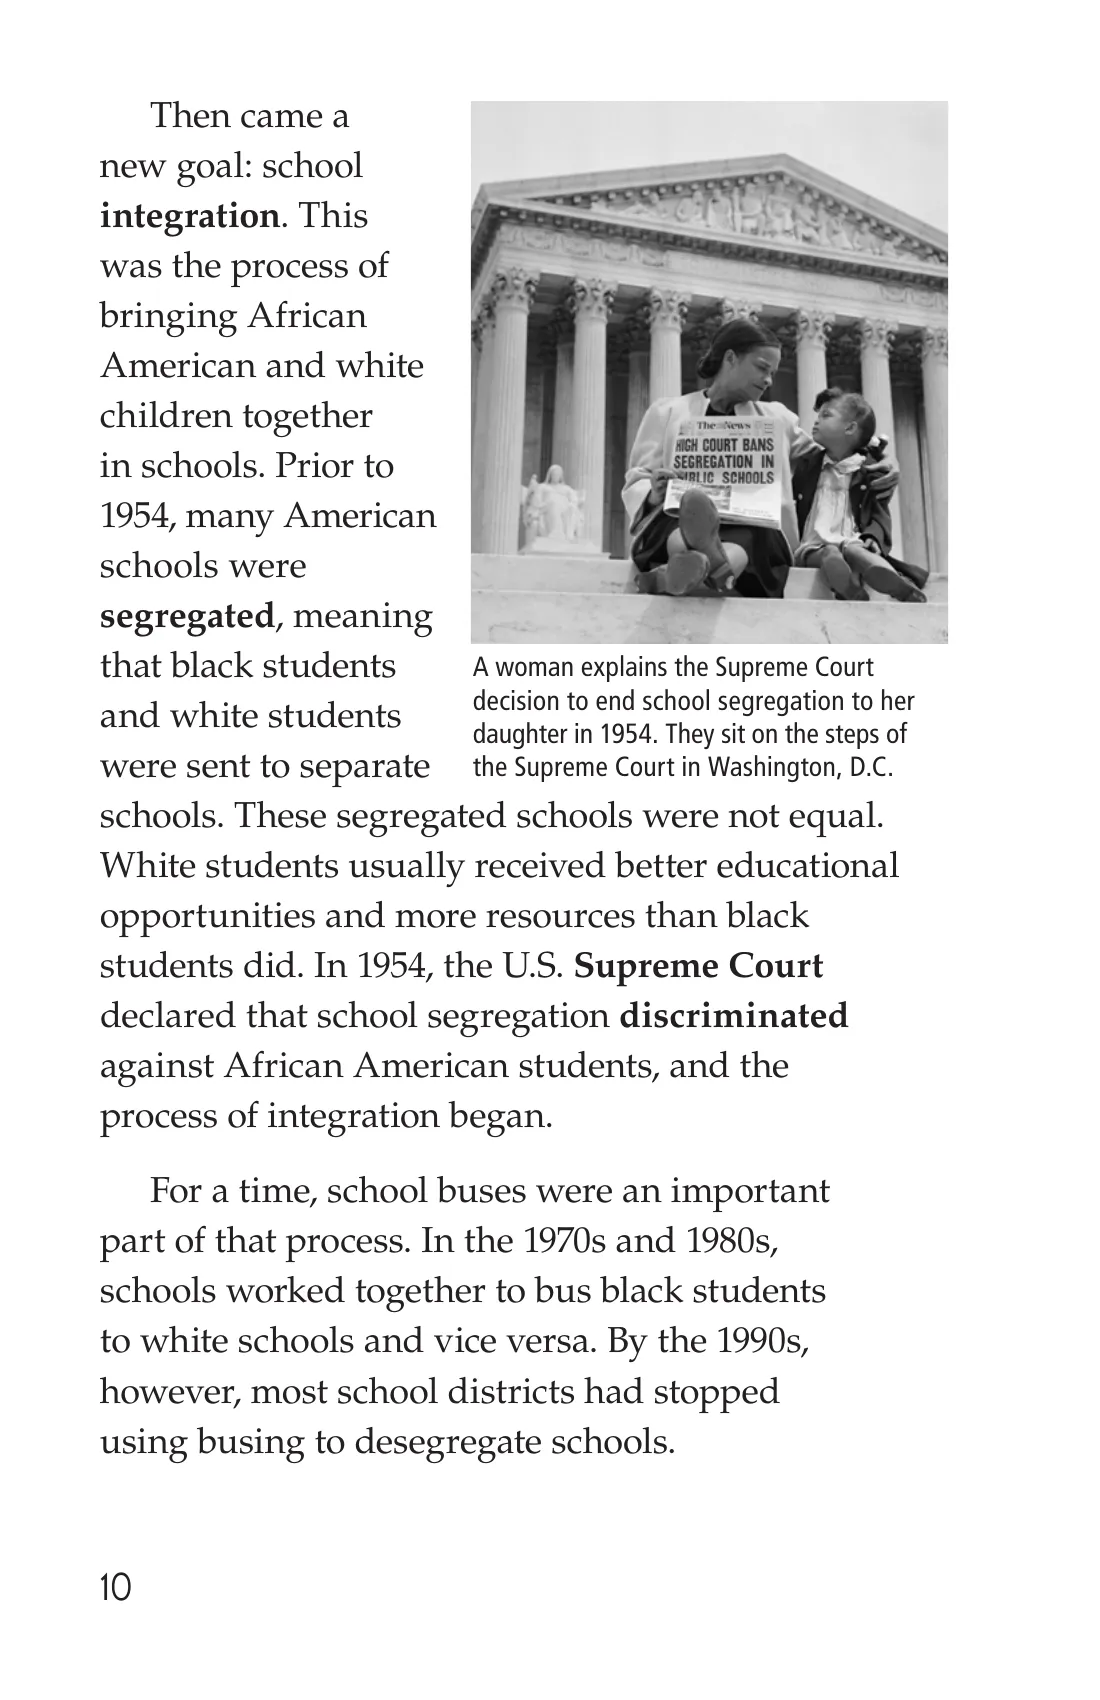 Then came a
new goal: school
integration. This
was the process of
bringing African
American and white
children together
in schools. Prior to
1954, many American
schools were
segregated, meaning
that black students
and white students
were sent to separate
The News
HIGH COURT BANS
SEGREGATION IN
PUBLIC SCHOOLS
A woman explains the Supreme Court
decision to end school segregation to her
daughter in 1954. They sit on the steps of
the Supreme Court in Washington, D.C.
schools. These segregated schools were not equal.
White students usually received better educational
opportunities and more resources than black
students did. In 1954, the U.S. Supreme Court
declared that school segregation discriminated
against African American students, and the
process of integration began.
For a time, school buses were an important
part of that process. In the 1970s and 1980s,
schools worked together to bus black students
to white schools and vice versa. By the 1990s,
however, most school districts had stopped
using busing to desegregate schools.
10